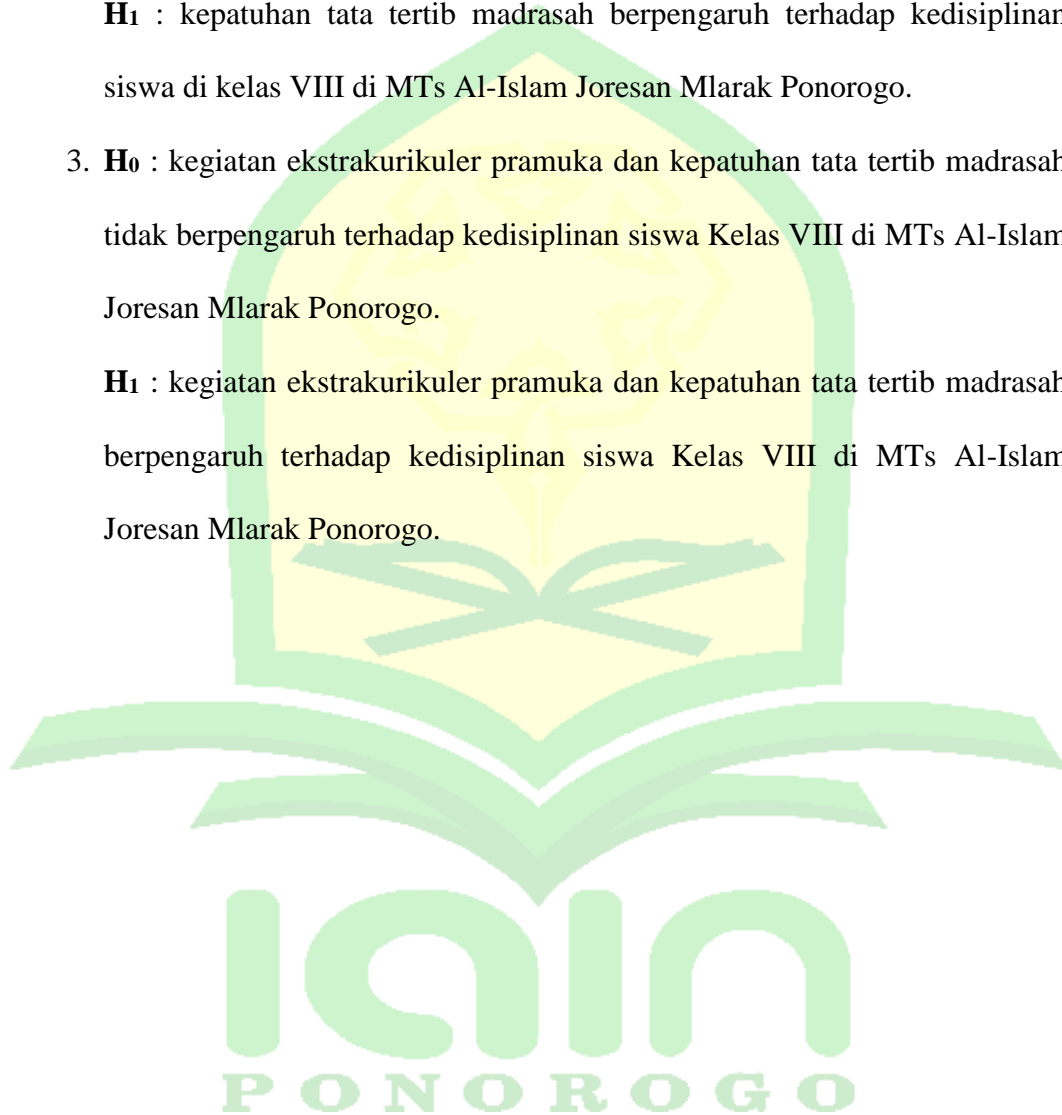 H1 : kepatuhan tata tertib madrasah berpengaruh terhadap kedisiplinan
siswa di kelas VIII di MTs Al-Islam Joresan Mlarak Ponorogo.
3. H0 : kegiatan ekstrakurikuler pramuka dan kepatuhan tata tertib madrasah
tidak berpengaruh terhadap kedisiplinan siswa Kelas VIII di MTs Al-Islam
Joresan Mlarak Ponorogo.
H1 : kegiatan ekstrakurikuler pramuka dan kepatuhan tata tertib madrasah
berpengaruh terhadap kedisiplinan siswa Kelas VIII di MTs Al-Islam
Joresan Mlarak Ponorogo.
iain
PONOROGO